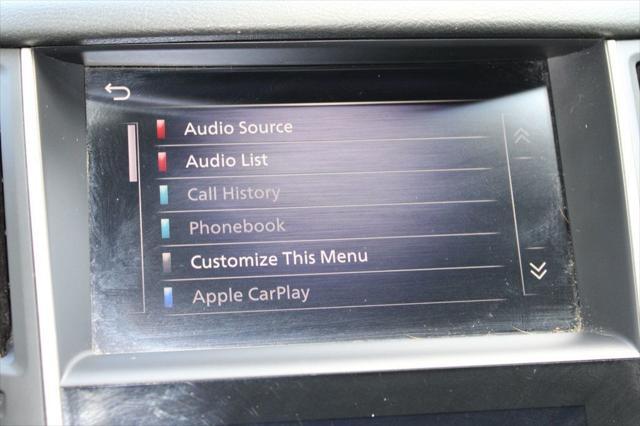 Audio Source
Audio List
Call History
Phonebook
Customize This Menu
Apple CarPlay